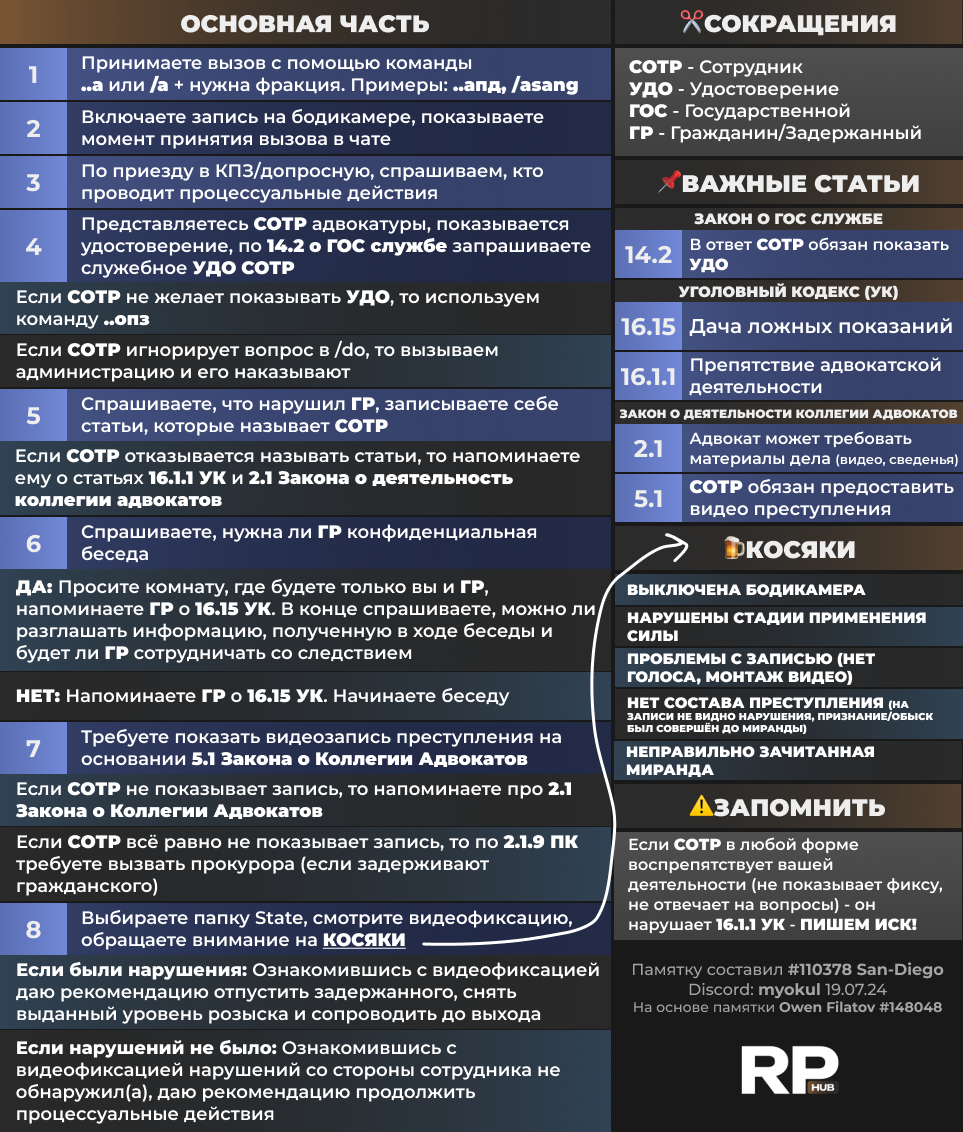 ОСНОВНАЯ ЧАСТЬ
1
Принимаете вызов с помощью команды
..а или /а + нужна фракция. Примеры: ..апд, /asang
2
Включаете запись на бодикамере, показываете
момент принятия вызова в чате
3
По приезду в КПЗ/допросную, спрашиваем, кто
проводит процессуальные действия
4
Представляетесь СОТР адвокатуры, показывается
удостоверение, по 14.2 о ГОС службе запрашиваете
служебное УДО СОТР
Если СОТР не желает показывать УДО, то используем
команду ..опз
Если СОТР игнорирует вопрос в /do, то вызываем
администрацию и его наказывают
5
Спрашиваете, что нарушил ГР, записываете себе
статьи, которые называет СОТР
Если СОТР отказывается называть статьи, то напоминаете
ему о статьях 16.1.1 УК и 2.1 Закона о деятельность
коллегии адвокатов
6
Спрашиваете, нужна ли ГР конфиденциальная
беседа
ДА: Просите комнату, где будете только вы и ГР,
напоминаете ГР о 16.15 УК. В конце спрашиваете, можно ли
разглашать информацию, полученную в ходе беседы и
будет ли ГР сотрудничать со следствием
НЕТ: Напоминаете ГР о 16.15 УК. Начинаете беседу
7
Требуете показать видеозапись преступления на
основании 5.1 Закона о Коллегии Адвокатов
Если СОТР не показывает запись, то напоминаете про 2.1
Закона о Коллегии Адвокатов
Если СОТР всё равно не показывает запись, то по 2.1.9 ПК
требуете вызвать прокурора (если задерживают
гражданского)
8
Выбираете папку State, смотрите видеофиксацию,
обращаете внимание на КОСЯКИ
Если были нарушения: Ознакомившись с видеофиксацией
даю рекомендацию отпустить задержанного, снять
выданный уровень розыска и сопроводить до выхода
Если нарушений не было: Ознакомившись с
видеофиксацией нарушений со стороны сотрудника не
обнаружил(а), даю рекомендацию продолжить
процессуальные действия
СОКРАЩЕНИЯ
СОТР - Сотрудник
УДО - Удостоверение
ГОС - Государственной
ГР - Гражданин/Задержанный
ВАЖНЫЕ СТАТЬИ
ЗАКОН О ГОС СЛУЖБЕ
14.2
В ответ СОТР обязан показать
УДО
УГОЛОВНЫЙ КОДЕКС (УК)
16.15
Дача ложных показаний
16.1.1
Препятство адвокатской
деятельности
ЗАКОН О ДЕЯТЕЛЬНОСТИ КОЛЛЕГИИ АДВОКАТОВ
2.1
Адвокат может требовать
материалы дела (видео, сведенья)
5.1
СОТР обязан предоставить
видео преступления
КОСЯКИ
ВЫКЛЮЧЕНА БОДИКАМЕРА
НАРУШЕНЫ СТАДИИ ПРИМЕНЕНИЯ
СИЛЫ
ПРОБЛЕМЫ С ЗАПИСЬЮ (НЕТ
ГОЛОСА, МОНТАЖ ВИДЕО)
НЕТ СОСТАВА ПРЕСТУПЛЕНИЯ (НА
ЗАПИСИ НЕ ВИДНО НАРУШЕНИЯ, ПРИЗНАНИЕ/ОБЫСК
БЫЛ СОВЕРШЁН ДО МИРАНДЫ)
НЕПРАВИЛЬНО ЗАЧИТАННАЯ
МИРАНДА
ЗАПОМНИТЬ
Если СОТР в любой форме
воспрепятствует вашей
деятельности (не показывает фиксу,
не отвечает на вопросы) - он
нарушает 16.1.1 УК - ПИШЕМ ИСК!
Памятку составил #110378 San-Diego
Discord: myokul 19.07.24
На основе памятки Owen Filatov #148048
RP
HUB